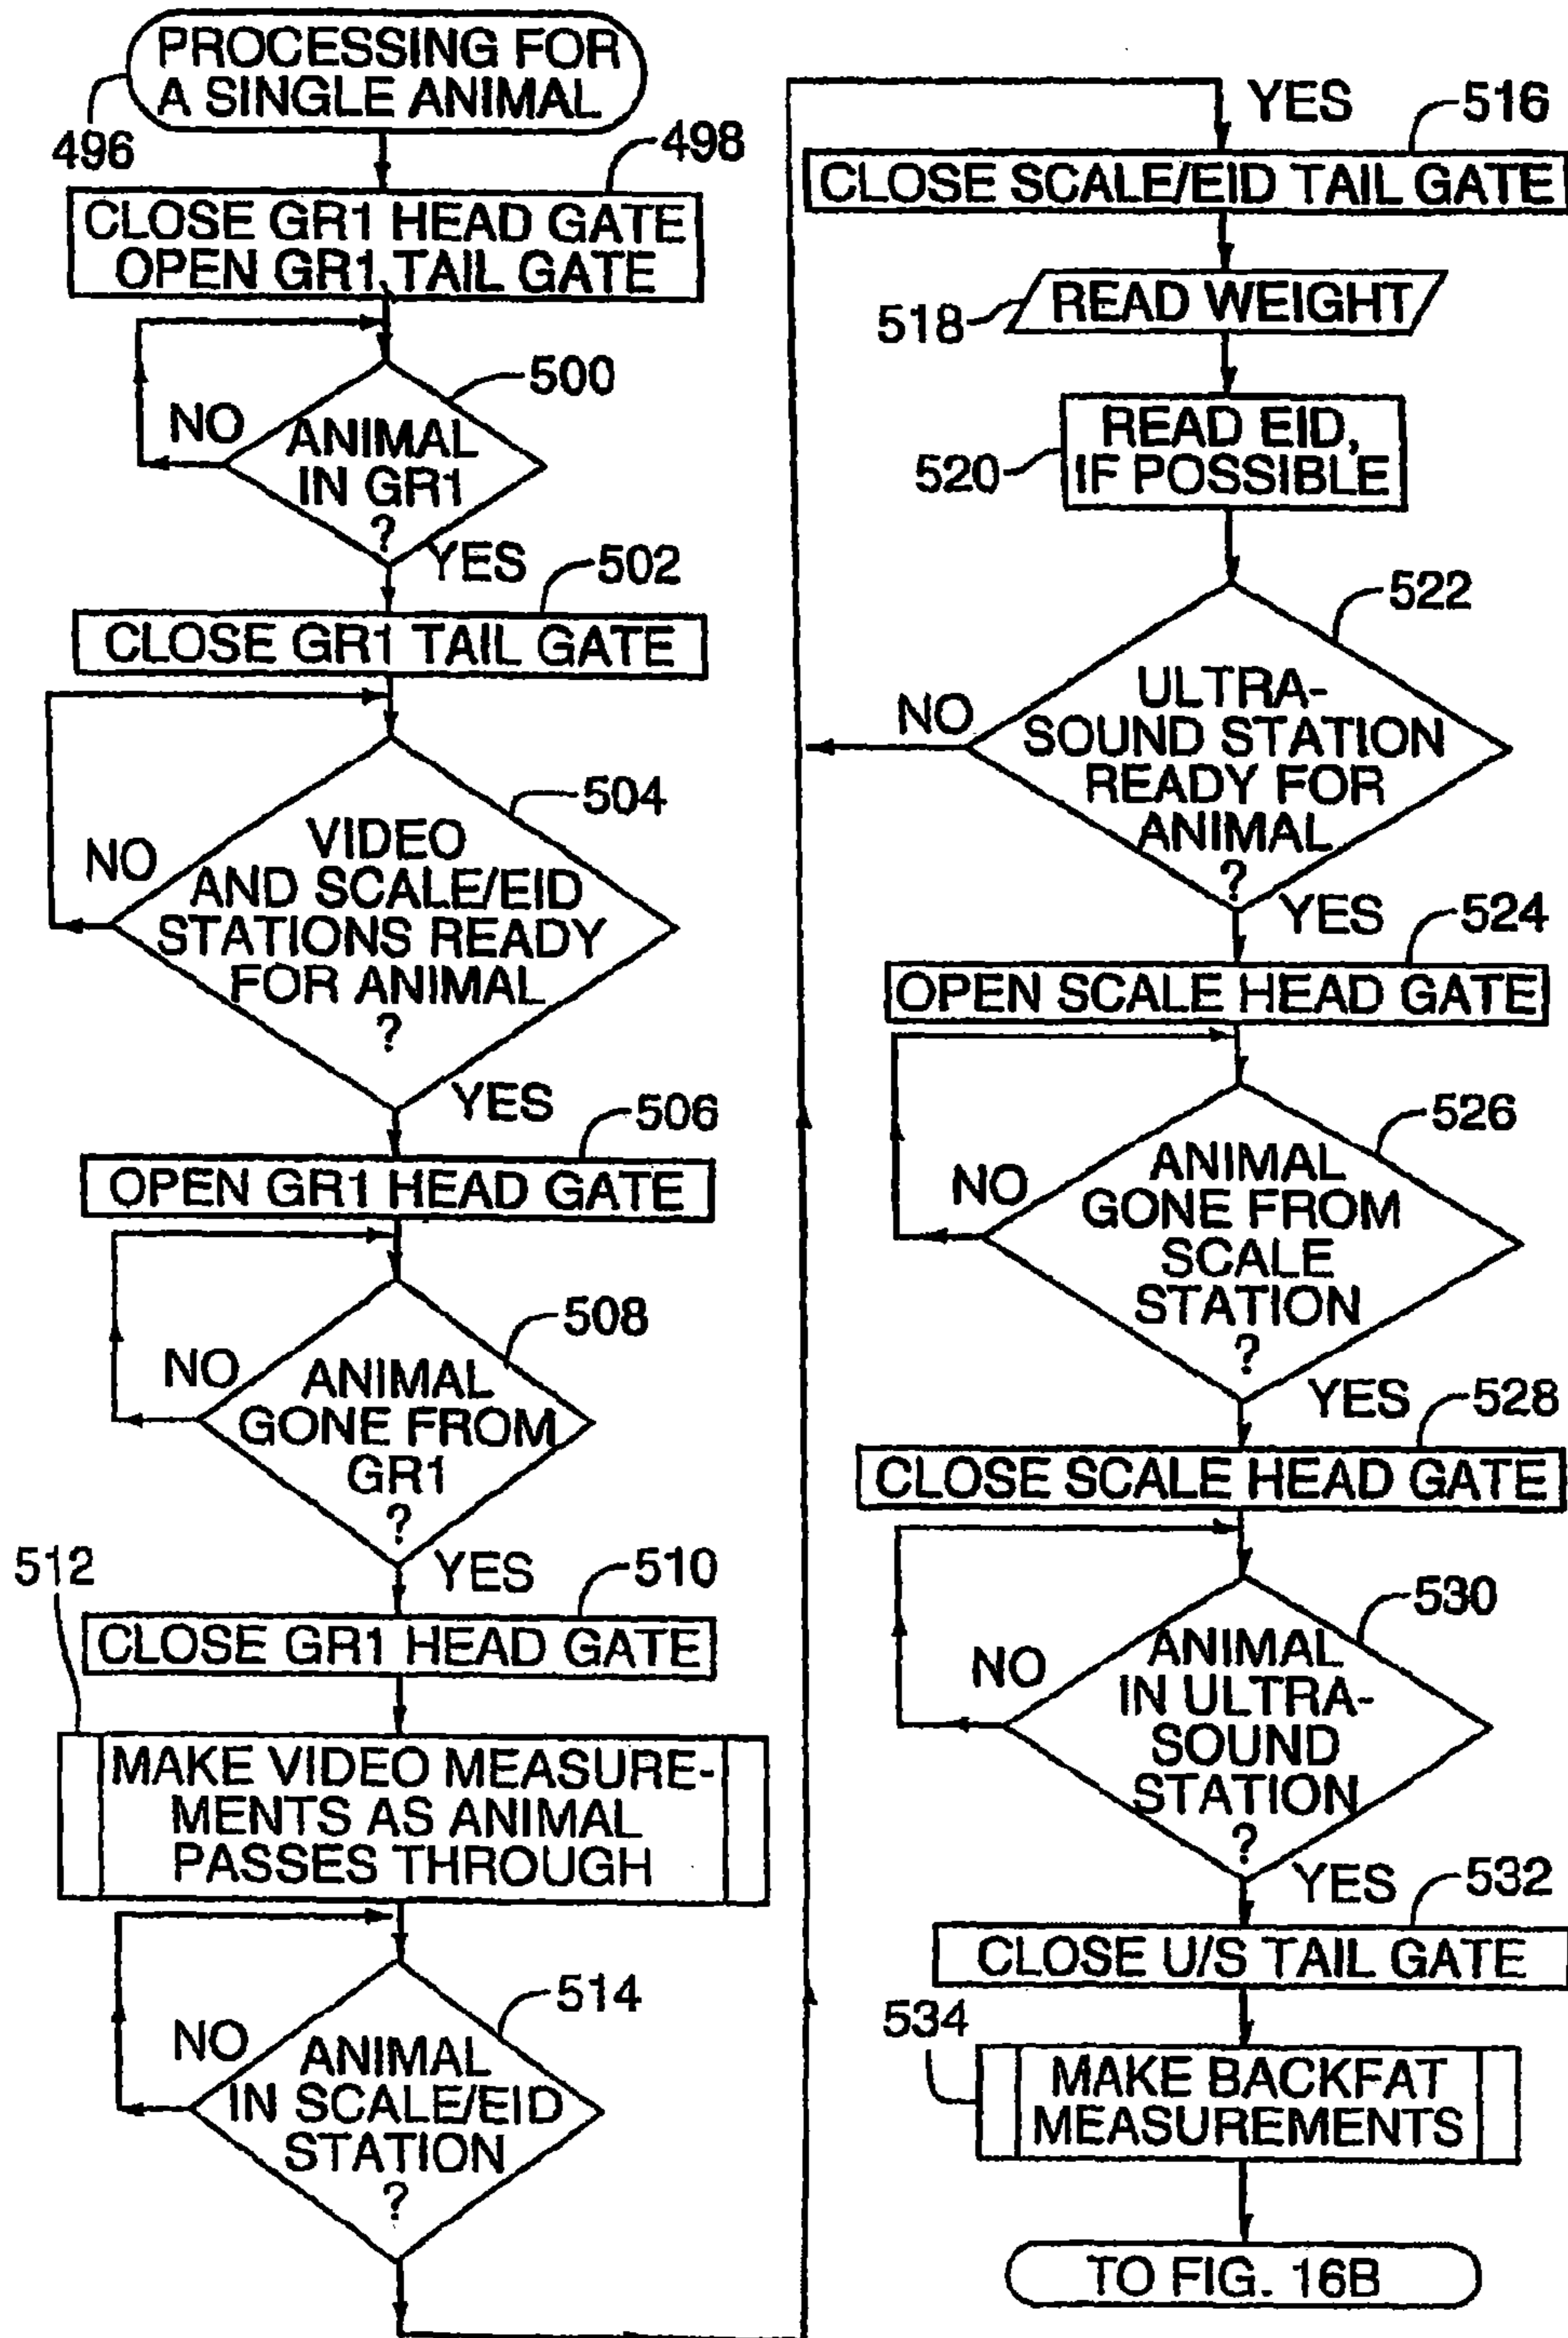 PROCESSING FOR
A SINGLE ANIMAL
496
498
CLOSE GR1 HEAD GATE
OPEN GR1 TAIL GATE
500
NO
ANIMAL
IN GR1
?
YES
502
CLOSE GR1 TAIL GATE
504
NO
VIDEO
AND SCALE/EID
STATIONS READY
FOR ANIMAL
?
YES
506
OPEN GR1 HEAD GATE
508
NO
ANIMAL
GONE FROM
GR1
?
512
YES
510
CLOSE GR1 HEAD GATE
MAKE VIDEO MEASURE-
MENTS AS ANIMAL
PASSES THROUGH
514
NO
ANIMAL
IN SCALE/EID
STATION
?
YES
516
CLOSE SCALE/EID TAIL GATE
518
READ WEIGHT
READ EID,
IF POSSIBLE
520
522
NO
ULTRA-
SOUND STATION
READY FOR
ANIMAL
?
YES
524
OPEN SCALE HEAD GATE
526
NO
ANIMAL
GONE FROM
SCALE
STATION
?
YES
528
CLOSE SCALE HEAD GATE
530
NO
ANIMAL
IN ULTRA-
SOUND
STATION
?
YES
532
CLOSE U/S TAIL GATE
534
MAKE BACKFAT
MEASUREMENTS
TO FIG. 16B